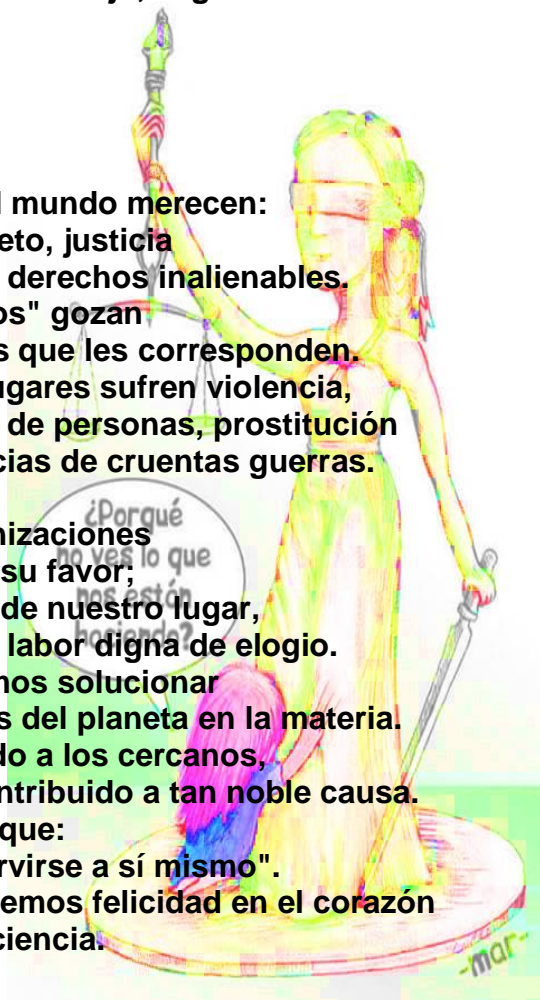 mundo merecen:
eto, justicia
derechos inalienables.
os" gozan
s que les corresponden.
ugares sufren violencia,
de personas, prostitución
cias de cruentas guerras.
nizaciones
su favor;
de nuestro lugar,
labor digna de elogio.
mos solucionar
s del planeta en la materia.
do a los cercanos,
ntribuido a tan noble causa.
que:
rvirse a sí mismo".
emos felicidad en el corazón
ciencia.
¿Porqué
no ves lo que
nos están
haciendo?
-mar-